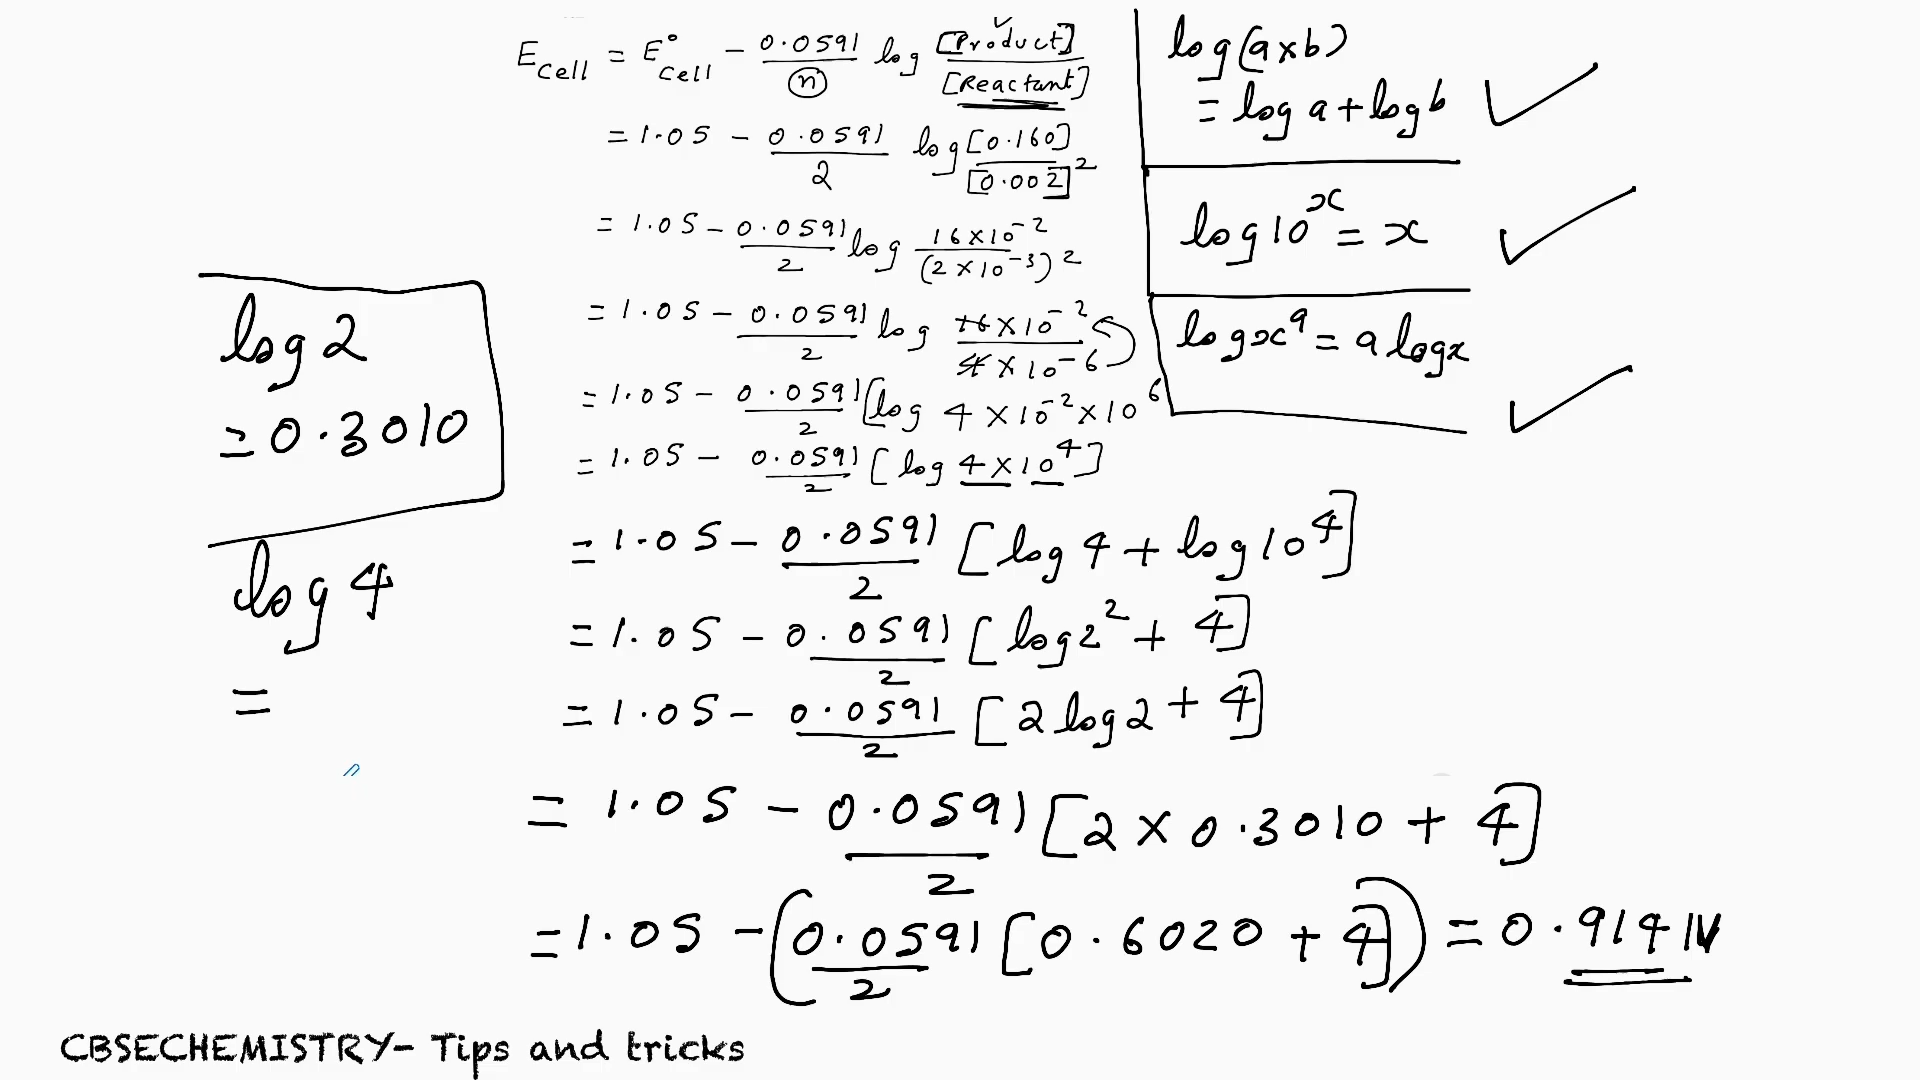 E cell = E° cell - 0.0591/n log [Product]/[Reactant]
= 1.05 - 0.0591/2 log [0.160]/[0.002]²
= 1.05 - 0.0591/2 log 16×10⁻²/(2×10⁻³)²
= 1.05 - 0.0591/2 log 16×10⁻²/4×10⁻⁶
= 1.05 - 0.0591/2 [log 4×10⁻²×10⁶
= 1.05 - 0.0591/2 [log 4×10⁴]
= 1.05 - 0.0591/2 [log 4 + log 10⁴]
= 1.05 - 0.0591/2 [log 2² + 4]
= 1.05 - 0.0591/2 [2 log 2 + 4]
= 1.05 - 0.0591/2 [2 × 0.3010 + 4]
= 1.05 - (0.0591/2 [0.6020 + 4]) = 0.9141V
log(a×b)
= log a + log b
log 10ˣ = x
log xᵃ = a log x
log 2
= 0.3010
log 4
=
CBSECHEMISTRY- Tips and tricks